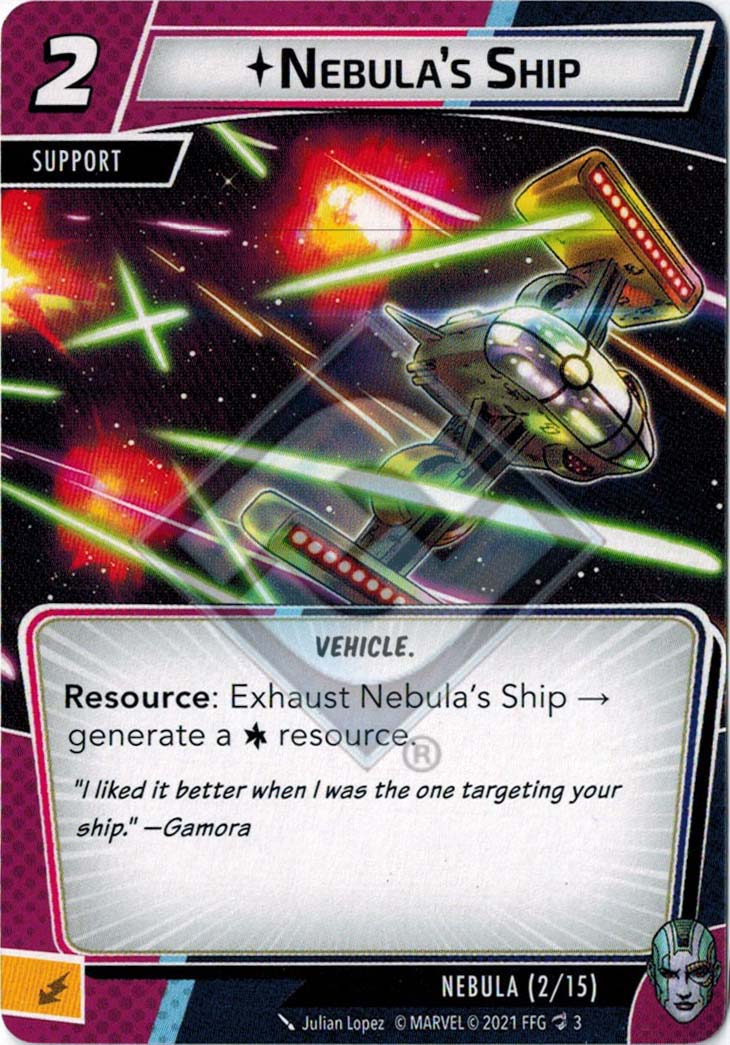 2
NEBULA'S SHIP
SUPPORT
VEHICLE.
Resource: Exhaust Nebula's Ship →
generate a resource.
"I liked it better when I was the one targeting your
ship." —Gamora
®
NEBULA (2/15)
Julian Lopez © MARVEL © 2021 FFG 3